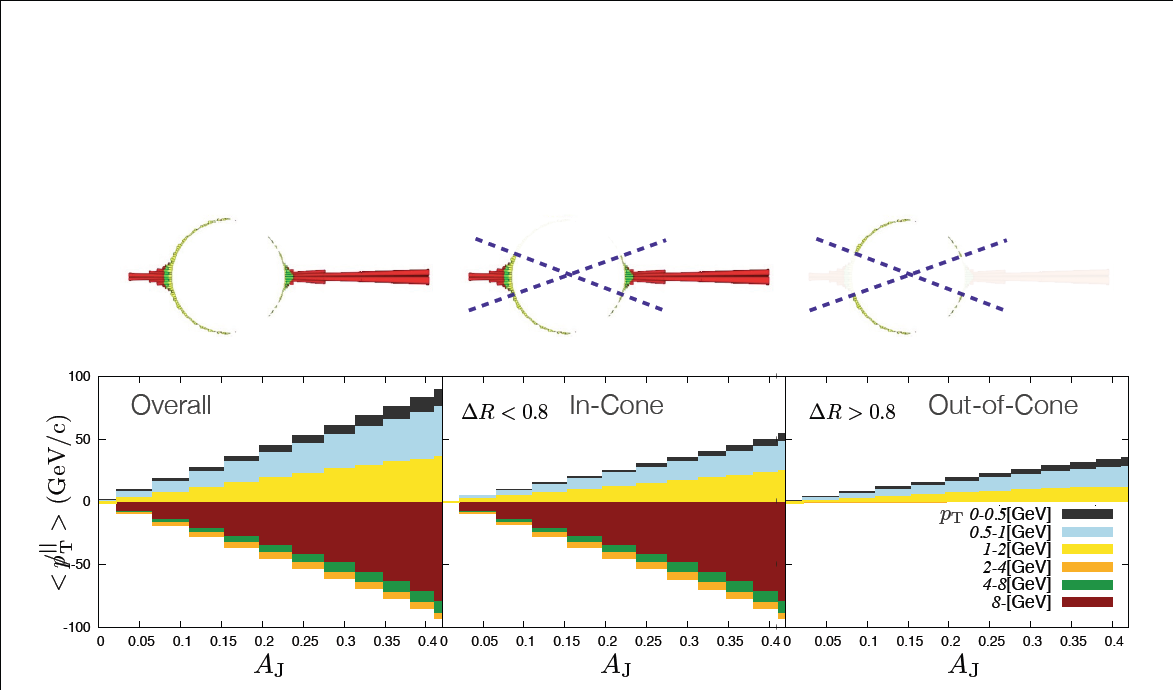 100
50
0
-50
-100
< p̸_T^|| > (GeV/c)
Overall
ΔR < 0.8 In-Cone
ΔR > 0.8 Out-of-Cone
p_T 0-0.5[GeV]
0.5-1[GeV]
1-2[GeV]
2-4[GeV]
4-8[GeV]
8-[GeV]
0 0.05 0.1 0.15 0.2 0.25 0.3 0.35 0.4 0 0.05 0.1 0.15 0.2 0.25 0.3 0.35 0.4 0 0.05 0.1 0.15 0.2 0.25 0.3 0.35 0.4
A_J A_J A_J